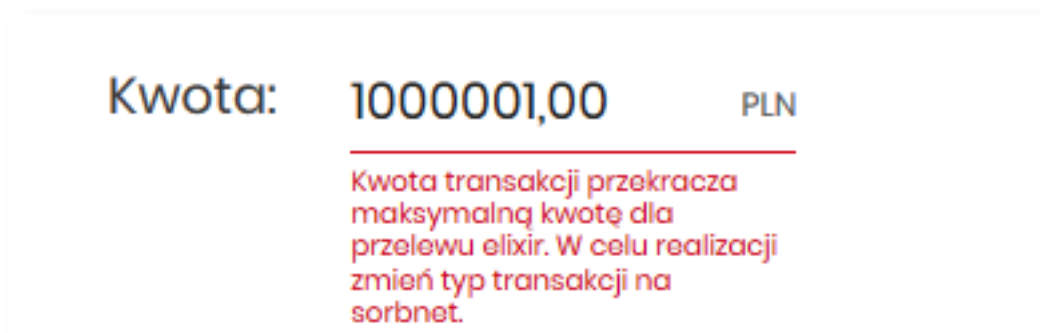 Kwota: 1000001,00 PLN
Kwota transakcji przekracza
maksymalną kwotę dla
przelewu elixir. W celu realizacji
zmień typ transakcji na
sorbnet.